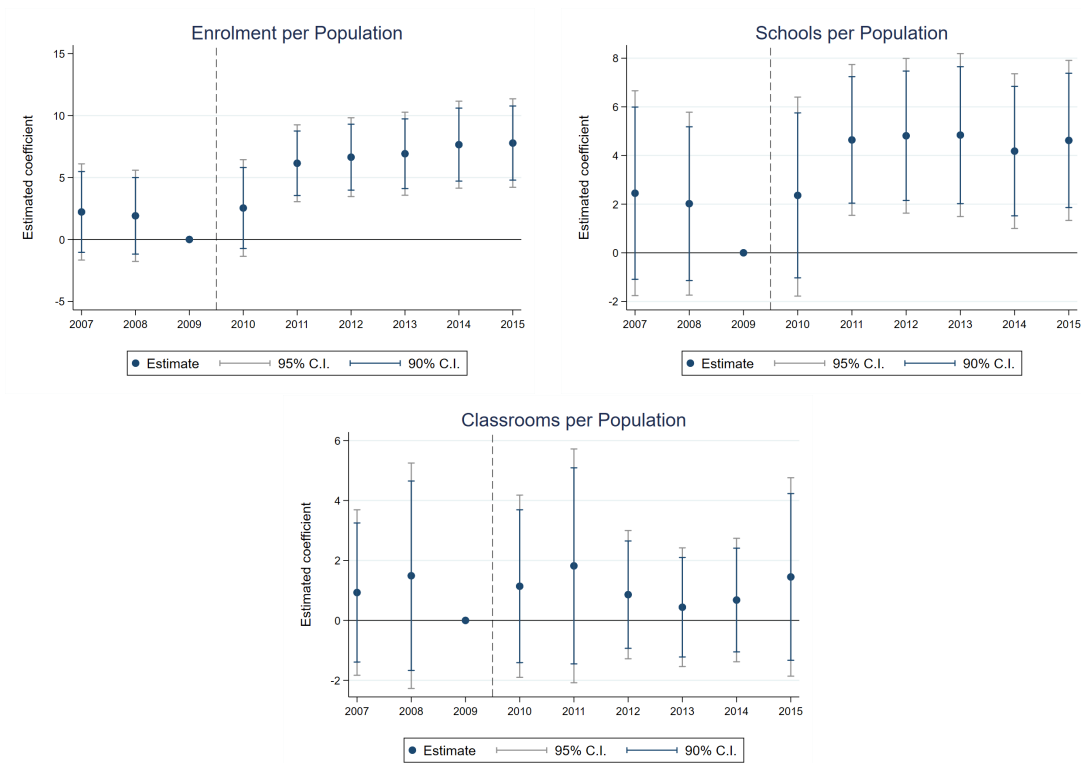 Enrolment per Population
Estimated coefficient
15
10
5
0
-5
2007 2008 2009 2010 2011 2012 2013 2014 2015
Estimate 95% C.I. 90% C.I.
Schools per Population
Estimated coefficient
8
6
4
2
0
-2
2007 2008 2009 2010 2011 2012 2013 2014 2015
Estimate 95% C.I. 90% C.I.
Classrooms per Population
Estimated coefficient
6
4
2
0
-2
2007 2008 2009 2010 2011 2012 2013 2014 2015
Estimate 95% C.I. 90% C.I.